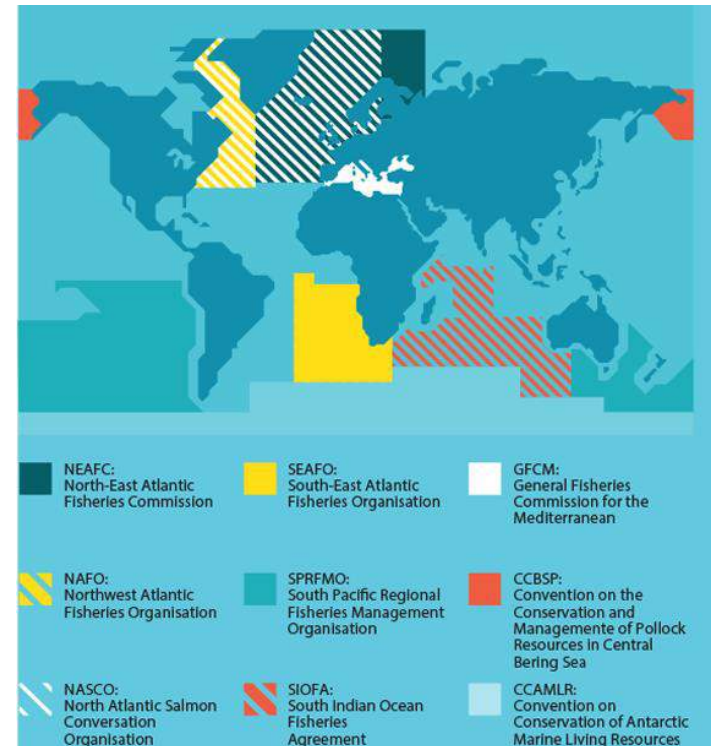 NEAFC:
North-East Atlantic
Fisheries Commission
SEAFO:
South-East Atlantic
Fisheries Organisation
GFCM:
General Fisheries
Commission for the
Mediterranean
NAFO:
Northwest Atlantic
Fisheries Organisation
SPRFMO:
South Pacific Regional
Fisheries Management
Organisation
CCBSP:
Convention on the
Conservation and
Managemente of Pollock
Resources in Central
Bering Sea
NASCO:
North Atlantic Salmon
Conversation
Organisation
SIOFA:
South Indian Ocean
Fisheries
Agreement
CCAMLR:
Convention on
Conservation of Antarctic
Marine Living Resources